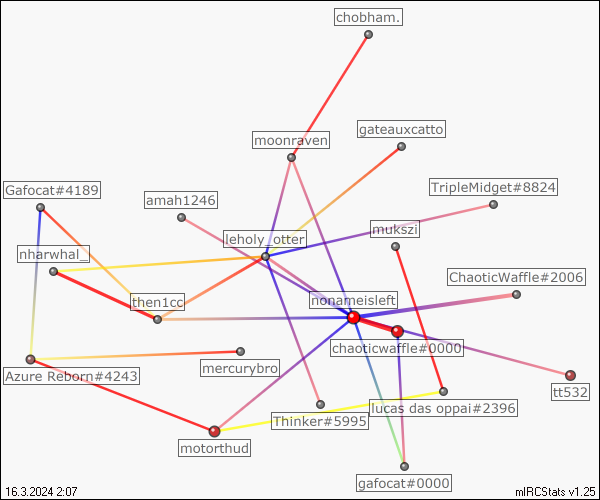 chobham.
gateauxcatto
moonraven
TripleMidget#8824
Gafocat#4189
amah1246
mukszi
leholy_otter
nharwhal_
ChaoticWaffle#2006
nonameisleft
then1cc
chaoticwaffle#0000
mercurybro
Azure Reborn#4243
tt532
lucas das oppai#2396
Thinker#5995
motorthud
gafocat#0000
16.3.2024 2:07
mIRCStats v1.25